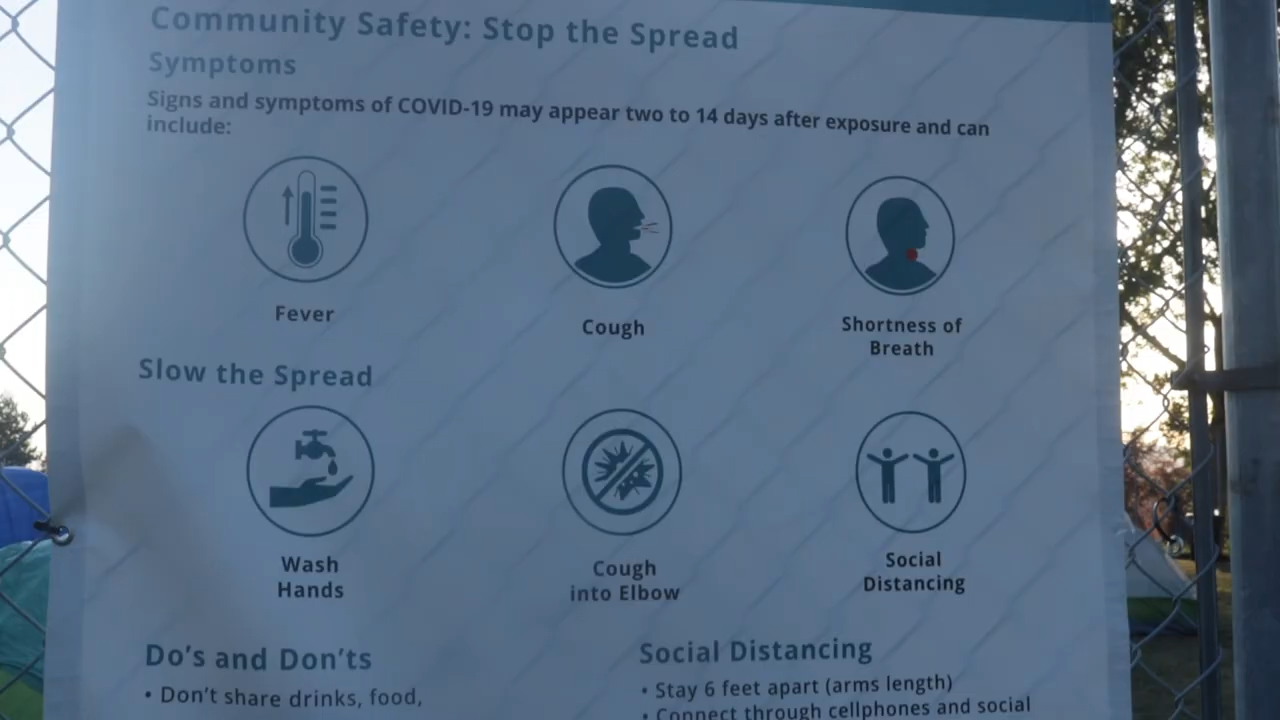 Community Safety: Stop the Spread
Symptoms
Signs and symptoms of COVID-19 may appear two to 14 days after exposure and can
include:
Fever
Cough
Shortness of
Breath
Slow the Spread
Wash
Hands
Cough
into Elbow
Social
Distancing
Do's and Don'ts
• Don't share drinks, food,
Social Distancing
• Stay 6 feet apart (arms length)
• Connect through cellphones and social